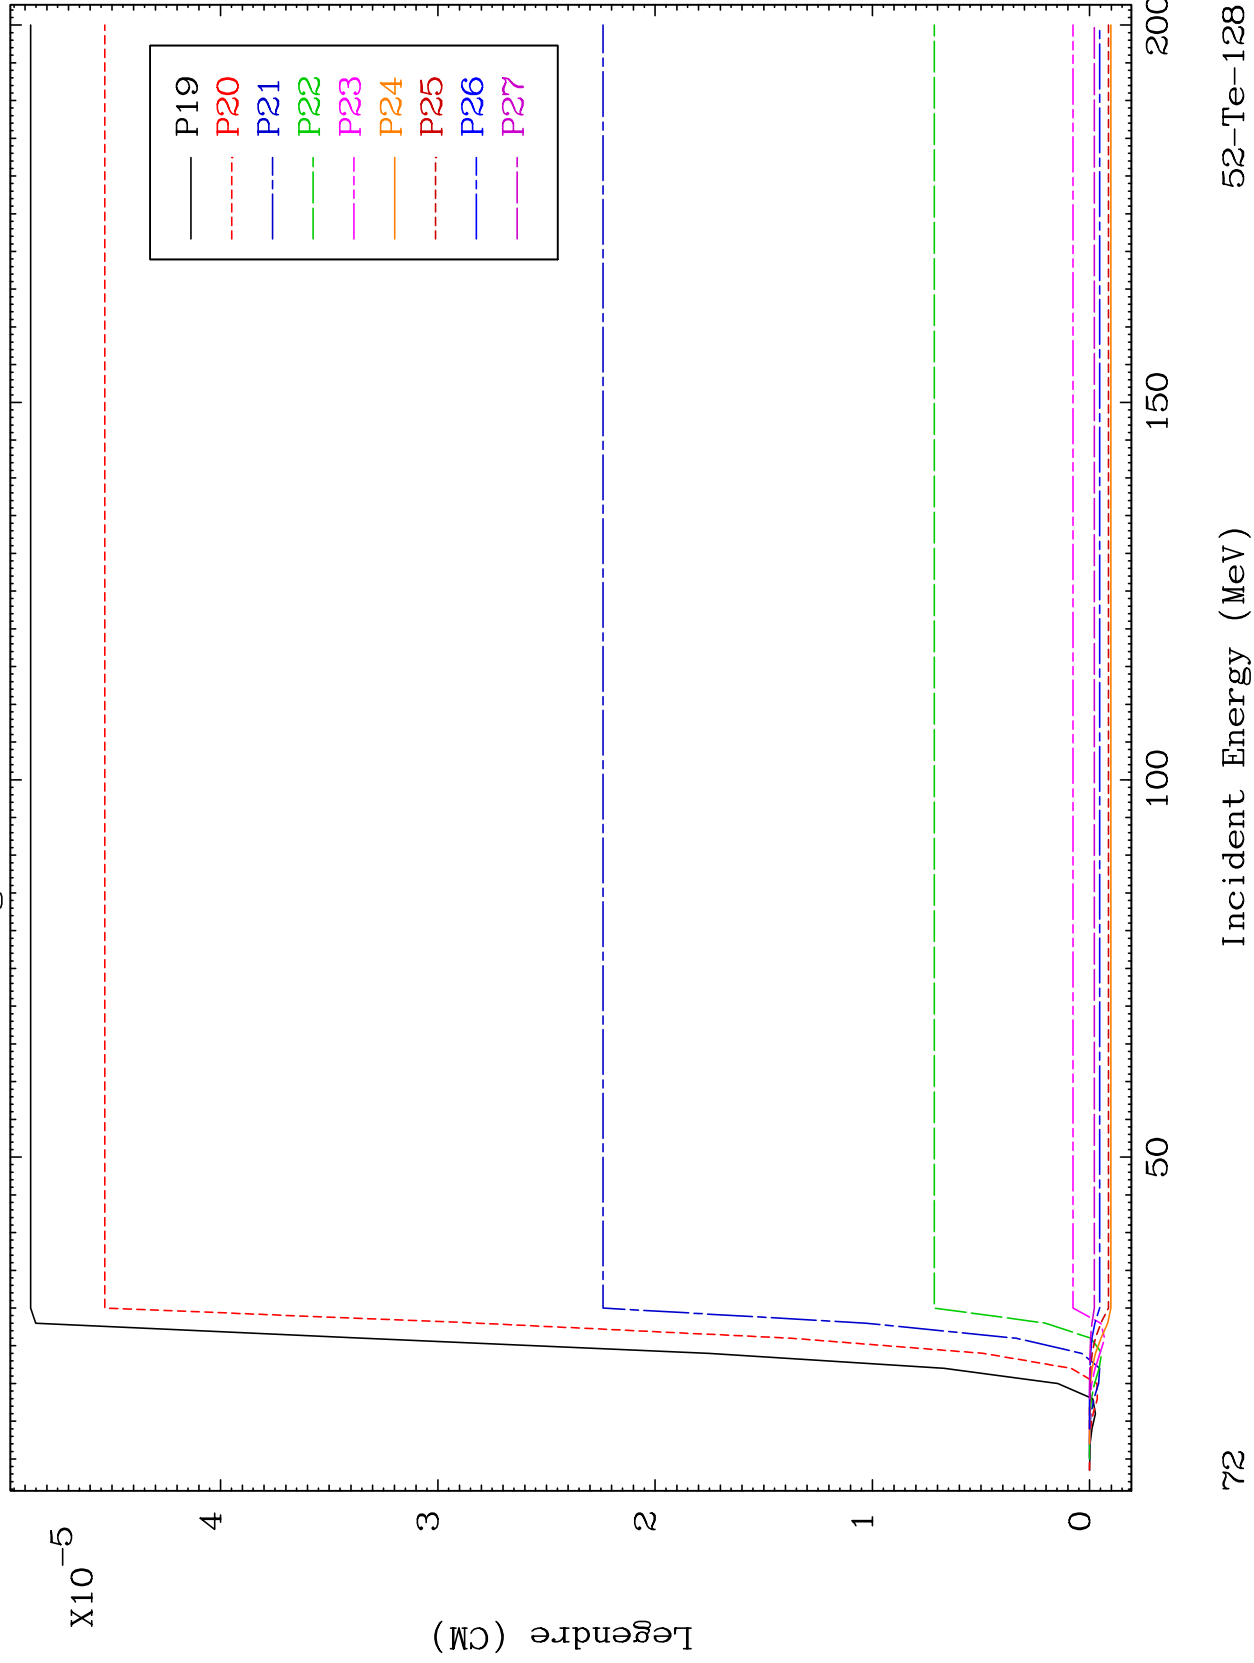 X10-5
4
3
2
1
0
Legendre (CM)
P19
P20
P21
P22
P23
P24
P25
P26
P27
50
100
150
200
72
Incident Energy (MeV)
52-Te-128